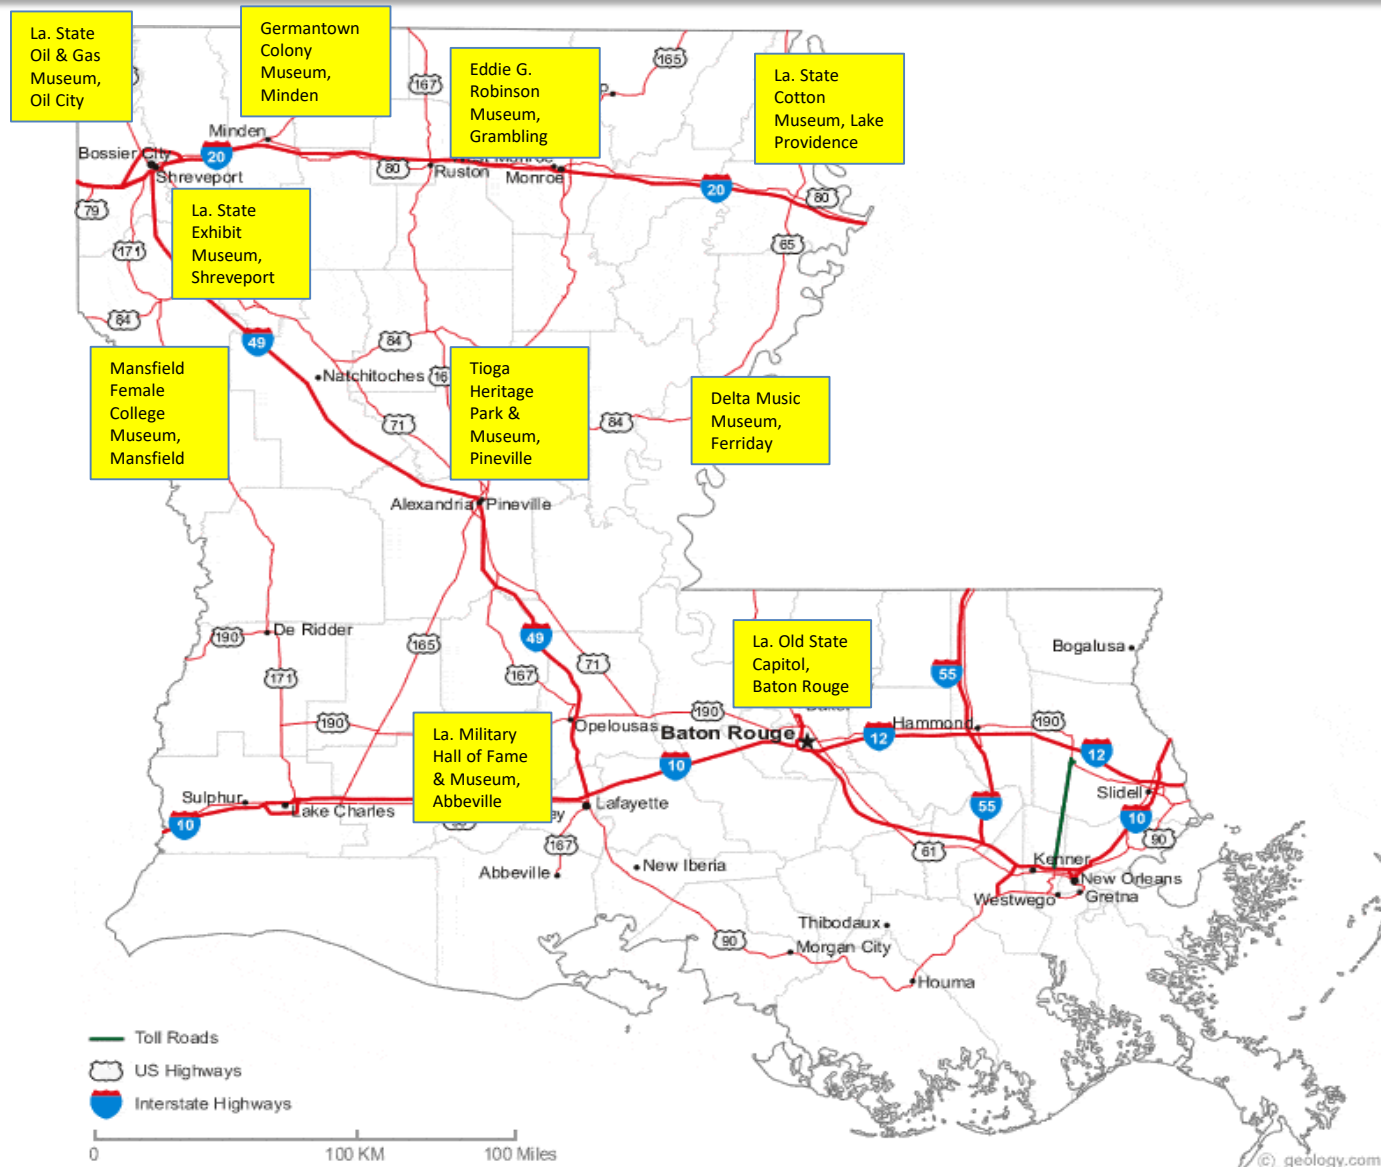 La. State
Oil & Gas
Museum,
Oil City
Germantown
Colony
Museum,
Minden
Eddie G.
Robinson
Museum,
Grambling
La. State
Cotton
Museum, Lake
Providence
165
167
Minden
Bossier City
20
Shreveport
80
Ruston
Monroe
20
80
79
La. State
Exhibit
Museum,
Shreveport
171
65
84
49
84
Mansfield
Female
College
Museum,
Mansfield
Natchitoches
16
Tioga
Heritage
Park &
Museum,
Pineville
71
84
Delta Music
Museum,
Ferriday
Alexandria
Pineville
190
De Ridder
165
49
71
167
171
La. Old State
Capitol,
Baton Rouge
55
Bogalusa
190
190
Opelousas
Baton Rouge
12
Hammond
190
12
La. Military
Hall of Fame
& Museum,
Abbeville
10
Sulphur
Lake Charles
10
Lafayette
55
Slidell
10
90
167
61
Kenner
Abbeville
New Iberia
New Orleans
Westwego
Gretna
Thibodaux
90
Morgan City
Houma
Toll Roads
US Highways
Interstate Highways
0
100 KM
100 Miles
(c) geology.com